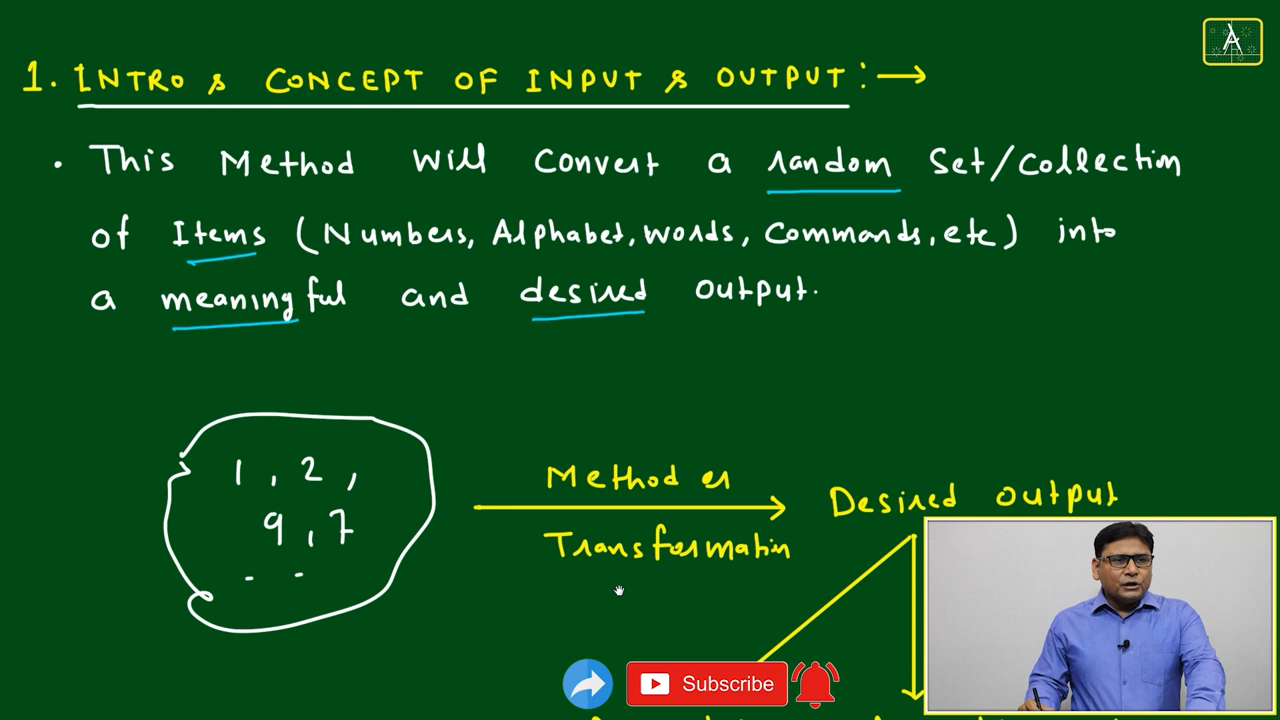 1. INTRO & CONCEPT OF INPUT & OUTPUT :→
• This Method will convert a random set/collection
of Items (Numbers, Alphabet, words, commands, etc) into
a meaningful and desired output.
1, 2,
9, 7
- -
Method or
Transformation
Desired output
Subscribe
A